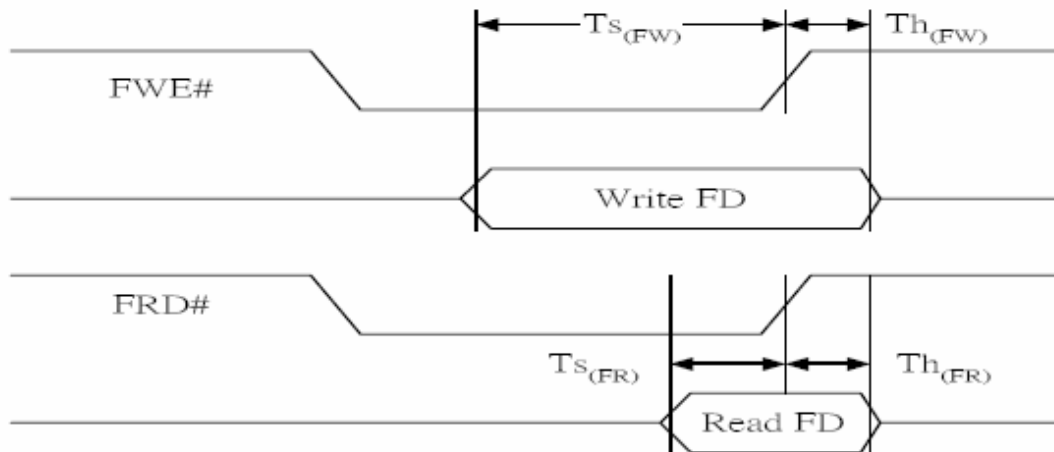 Ts(FW) Th(FW)
FWE#
Write FD
FRD#
Ts(FR) Th(FR)
Read FD